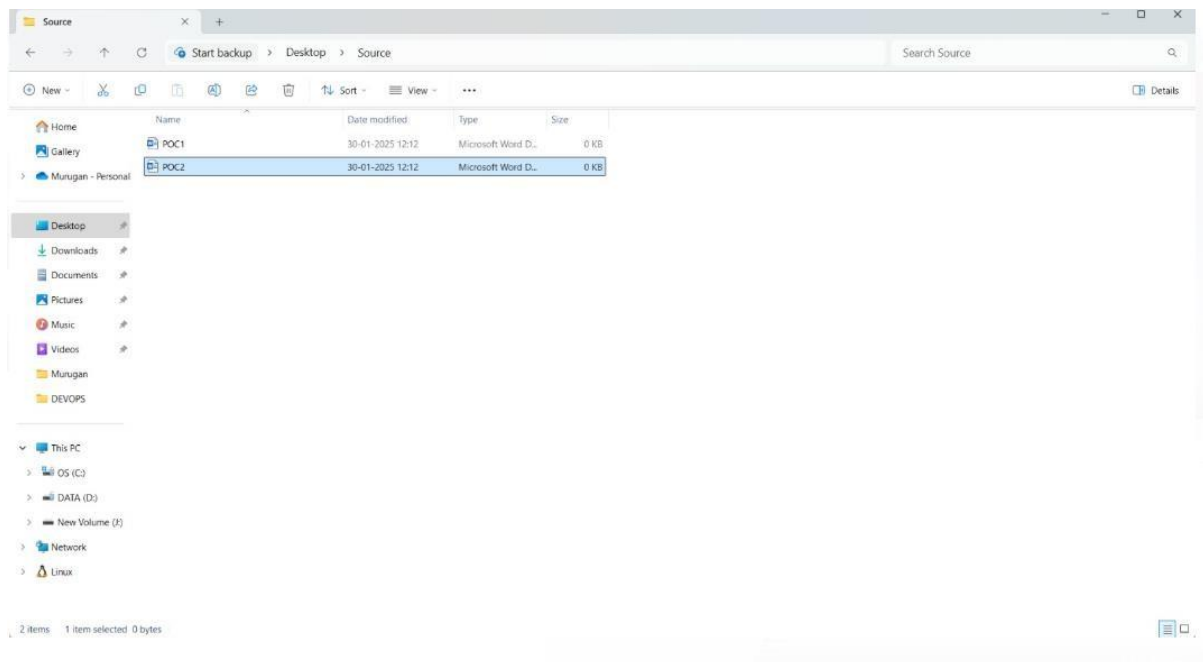 Source
Start backup > Desktop > Source
Search Source
New
Sort
View
Details
Name Date modified Type Size
POC1 30-01-2025 12:12 Microsoft Word D... 0 KB
POC2 30-01-2025 12:12 Microsoft Word D... 0 KB
Home
Gallery
Murugan - Personal
Desktop
Downloads
Documents
Pictures
Music
Videos
Murugan
DEVOPS
This PC
OS (C:)
DATA (D:)
New Volume (J:)
Network
Linux
2 items 1 item selected 0 bytes